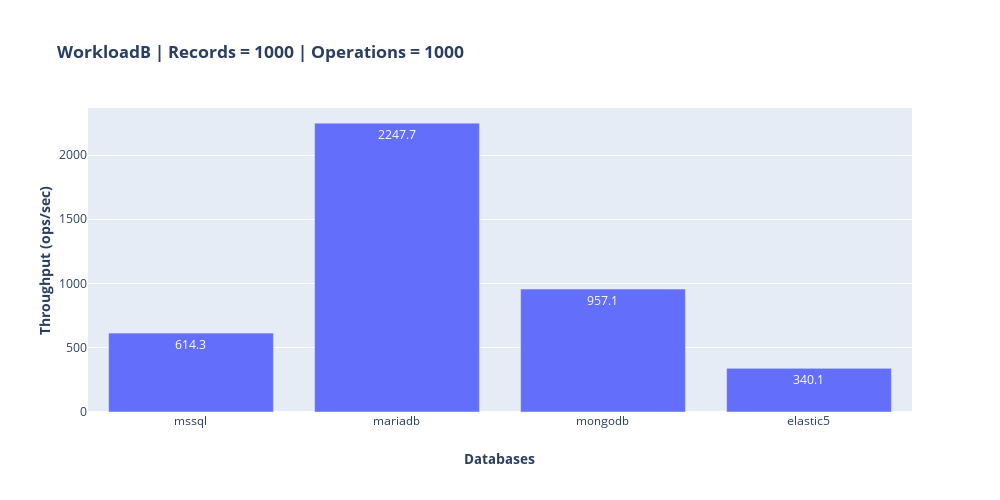 WorkloadB | Records = 1000 | Operations = 1000
Throughput (ops/sec)
2000
1500
1000
500
0
614.3
2247.7
957.1
340.1
mssql
mariadb
mongodb
elastic5
Databases